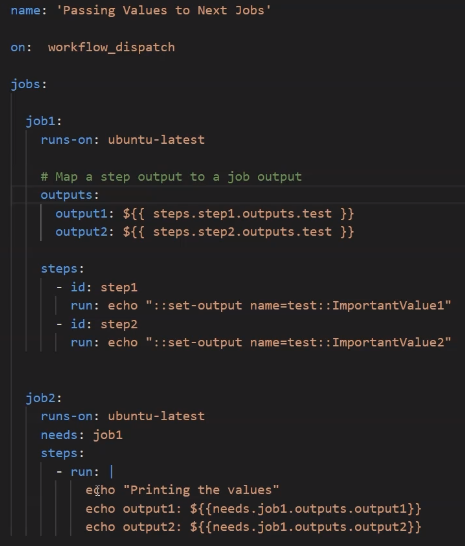 name: 'Passing Values to Next Jobs'
on:  workflow_dispatch
jobs:
  job1:
    runs-on: ubuntu-latest
    # Map a step output to a job output
    outputs:
      output1: ${{ steps.step1.outputs.test }}
      output2: ${{ steps.step2.outputs.test }}
    steps:
      - id: step1
        run: echo "::set-output name=test::ImportantValue1"
      - id: step2
        run: echo "::set-output name=test::ImportantValue2"
  job2:
    runs-on: ubuntu-latest
    needs: job1
    steps:
      - run: |
          echo "Printing the values"
          echo output1: ${{needs.job1.outputs.output1}}
          echo output2: ${{needs.job1.outputs.output2}}